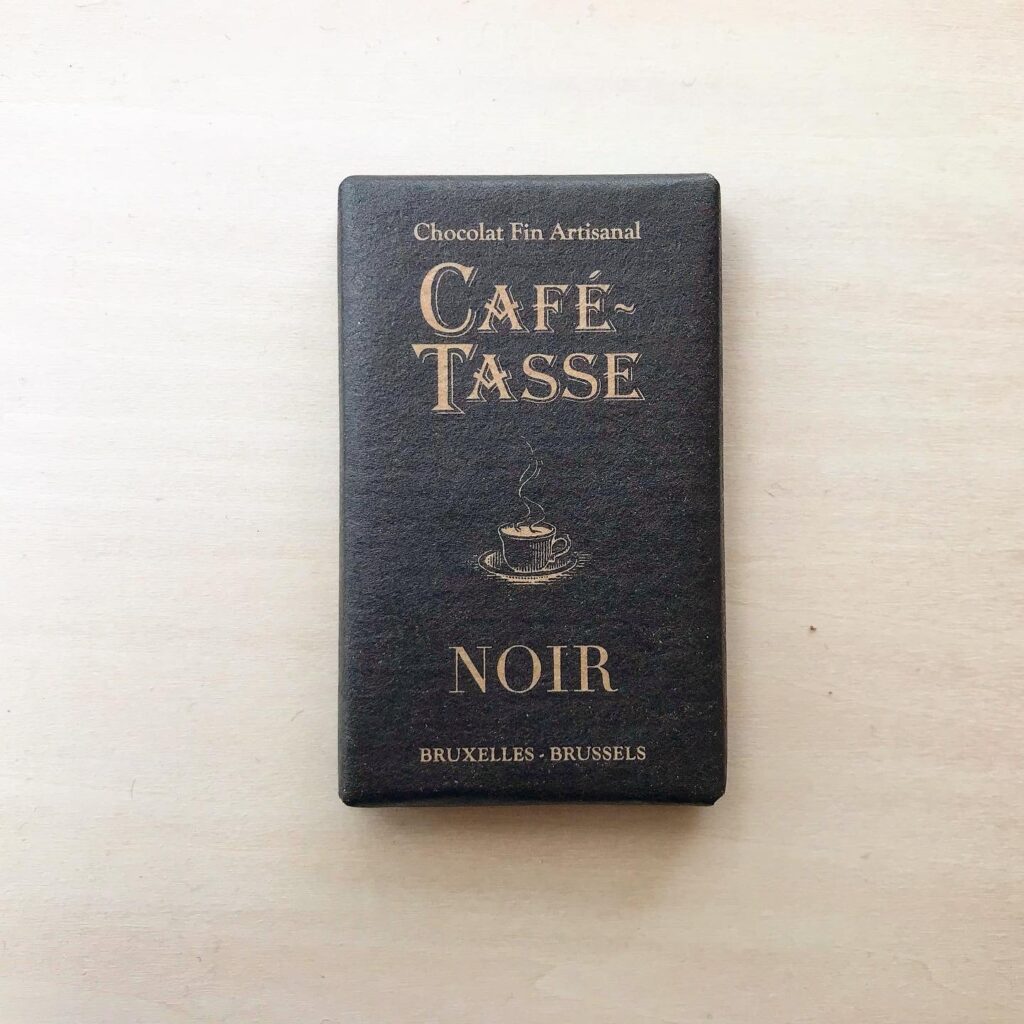 Chocolat Fin Artisanal
CAFÉ-
TASSE
NOIR
BRUXELLES - BRUSSELS